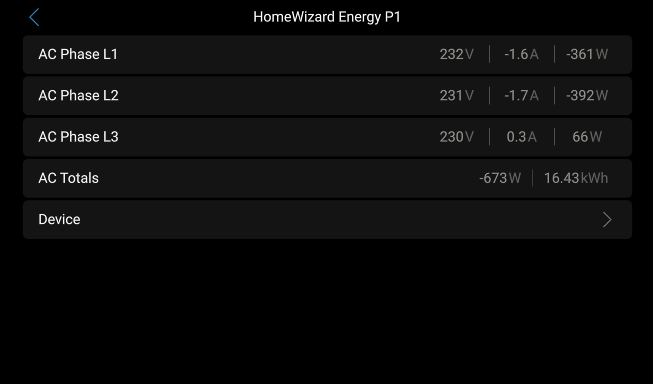 HomeWizard Energy P1
AC Phase L1 232V -1.6A -361W
AC Phase L2 231V -1.7A -392W
AC Phase L3 230V 0.3A 66W
AC Totals -673W 16.43kWh
Device